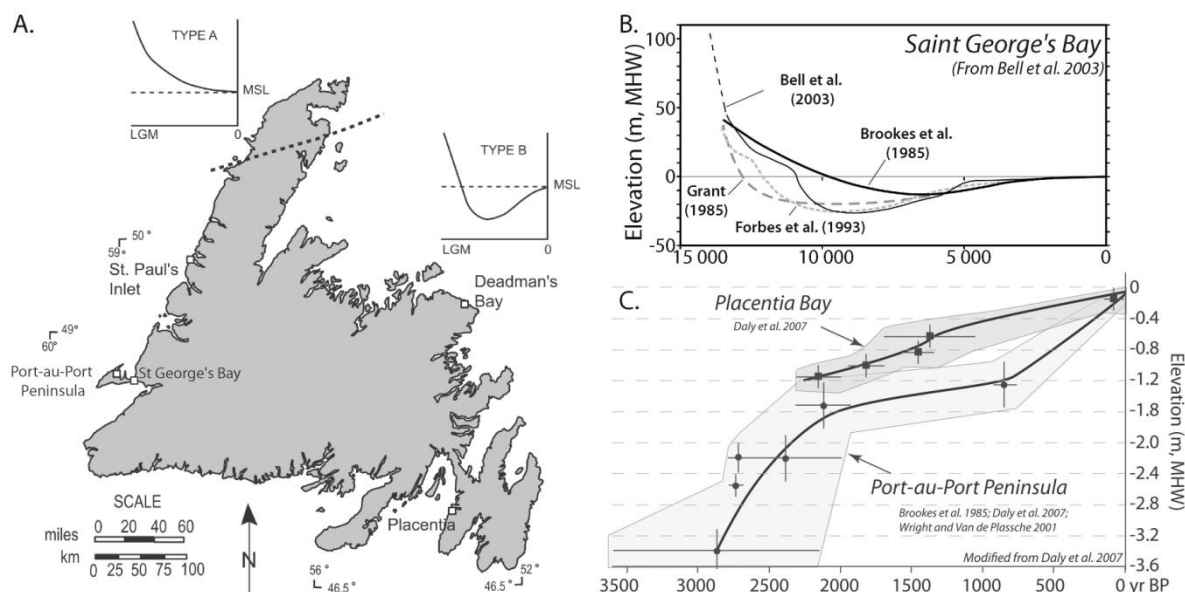 A.
TYPE A
MSL
LGM
0
TYPE B
MSL
LGM
0
50 °
59 °
St. Paul's
Inlet
Deadman's
Bay
49 °
60 °
Port-au-Port
Peninsula
St George's Bay
SCALE
0 20 40 60
miles
km
0 25 50 75 100
N
Placentia
56 °
46.5 °
52 °
46.5 °
B.
Saint George's Bay
(From Bell et al. 2003)
Elevation (m, MHW)
100
50
0
-50
Bell et al.
(2003)
Brookes et al.
(1985)
Grant
(1985)
Forbes et al. (1993)
15 000 10 000 5 000 0
C.
Placentia Bay
Daly et al. 2007
Port-au-Port Peninsula
Brookes et al. 1985; Daly et al. 2007;
Wright and Van de Plassche 2001
Modified from Daly et al. 2007
0
-0.4
-0.8
-1.2
-1.8
-2.0
-2.4
-2.8
-3.2
-3.6
Elevation (m, MHW)
3500 3000 2500 2000 1500 1000 500 0 yr BP